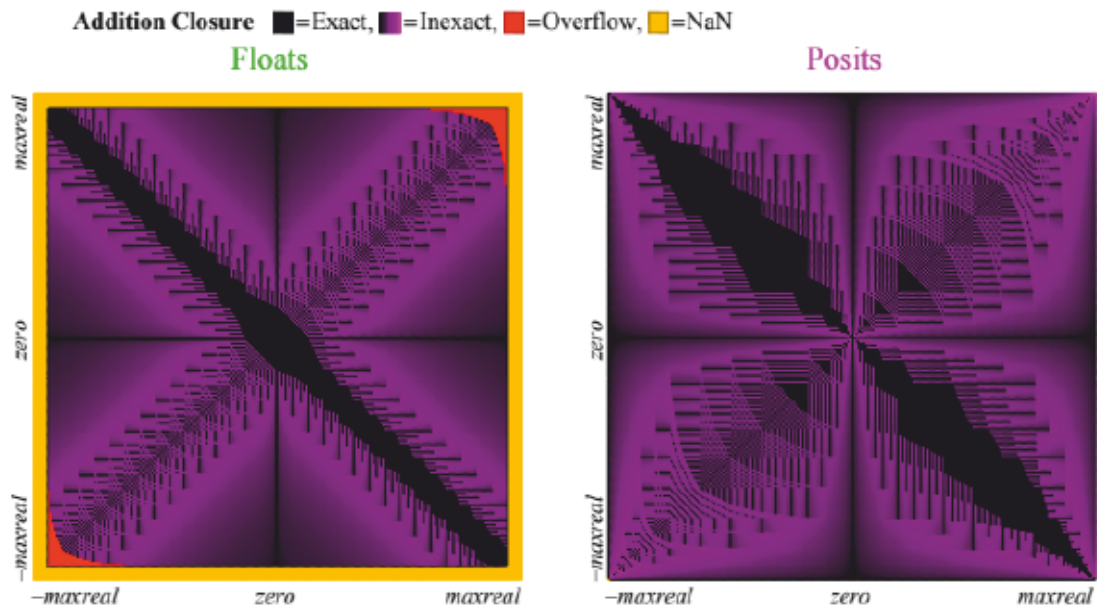 Addition Closure =Exact, =Inexact, =Overflow, =NaN
Floats
Posits
maxreal
zero
–maxreal
–maxreal zero maxreal
maxreal
zero
–maxreal
–maxreal zero maxreal